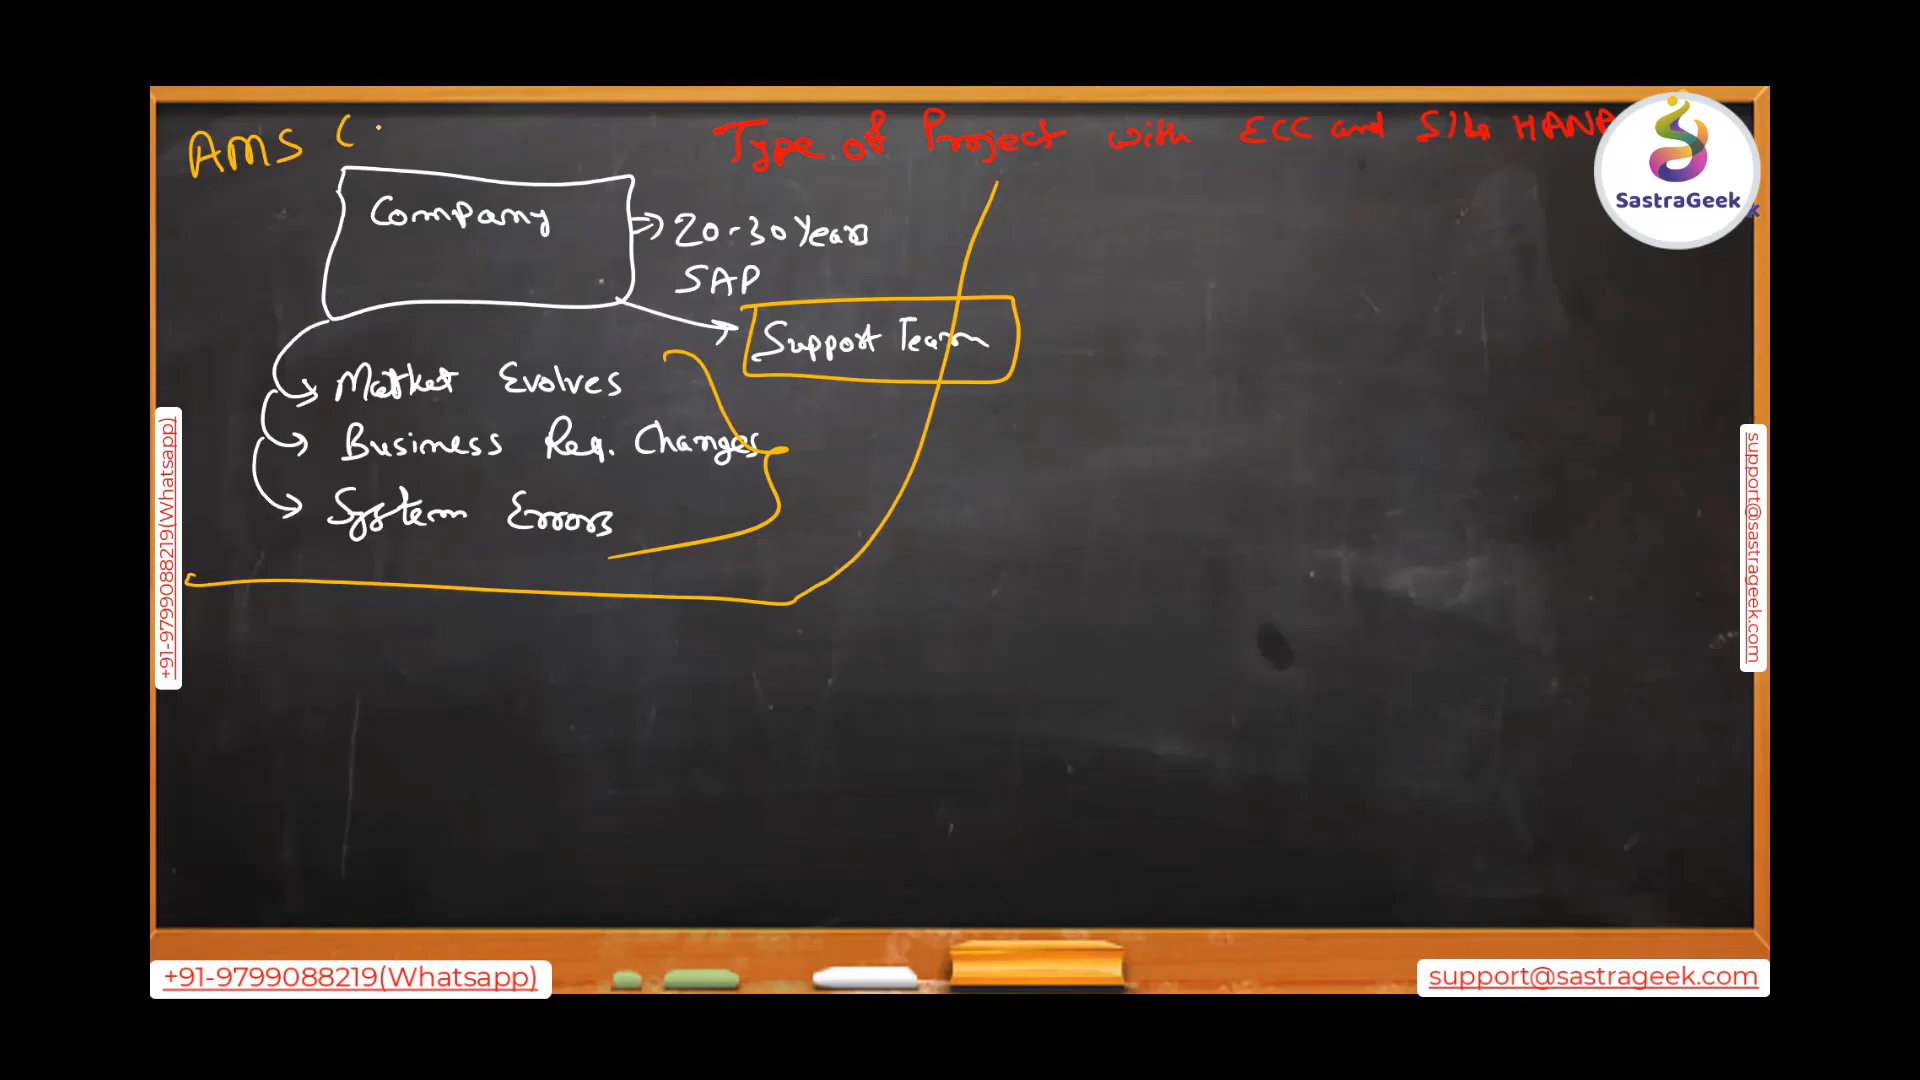 AMS (
Type of Project with ECC and S/4 HANA
SastraGeek
Company
20-30 Years
SAP
Support Team
Market Evolves
Business Req. Changes
System Errors
+91-9799088219(Whatsapp)
support@sastrageek.com
+91-9799088219(Whatsapp)
support@sastrageek.com